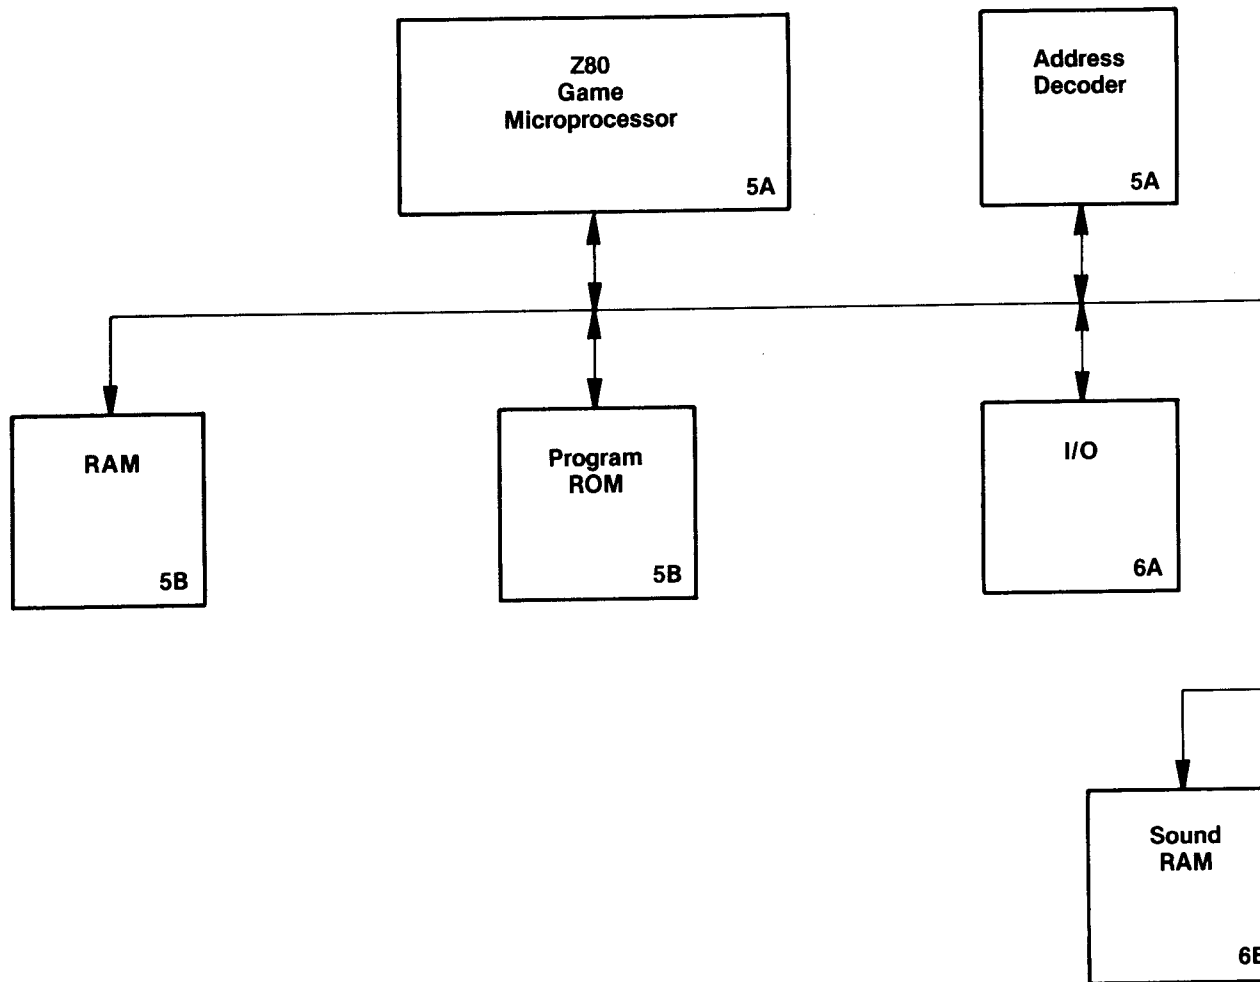 Z80
Game
Microprocessor
5A
Address
Decoder
5A
RAM
5B
Program
ROM
5B
I/O
6A
Sound
RAM